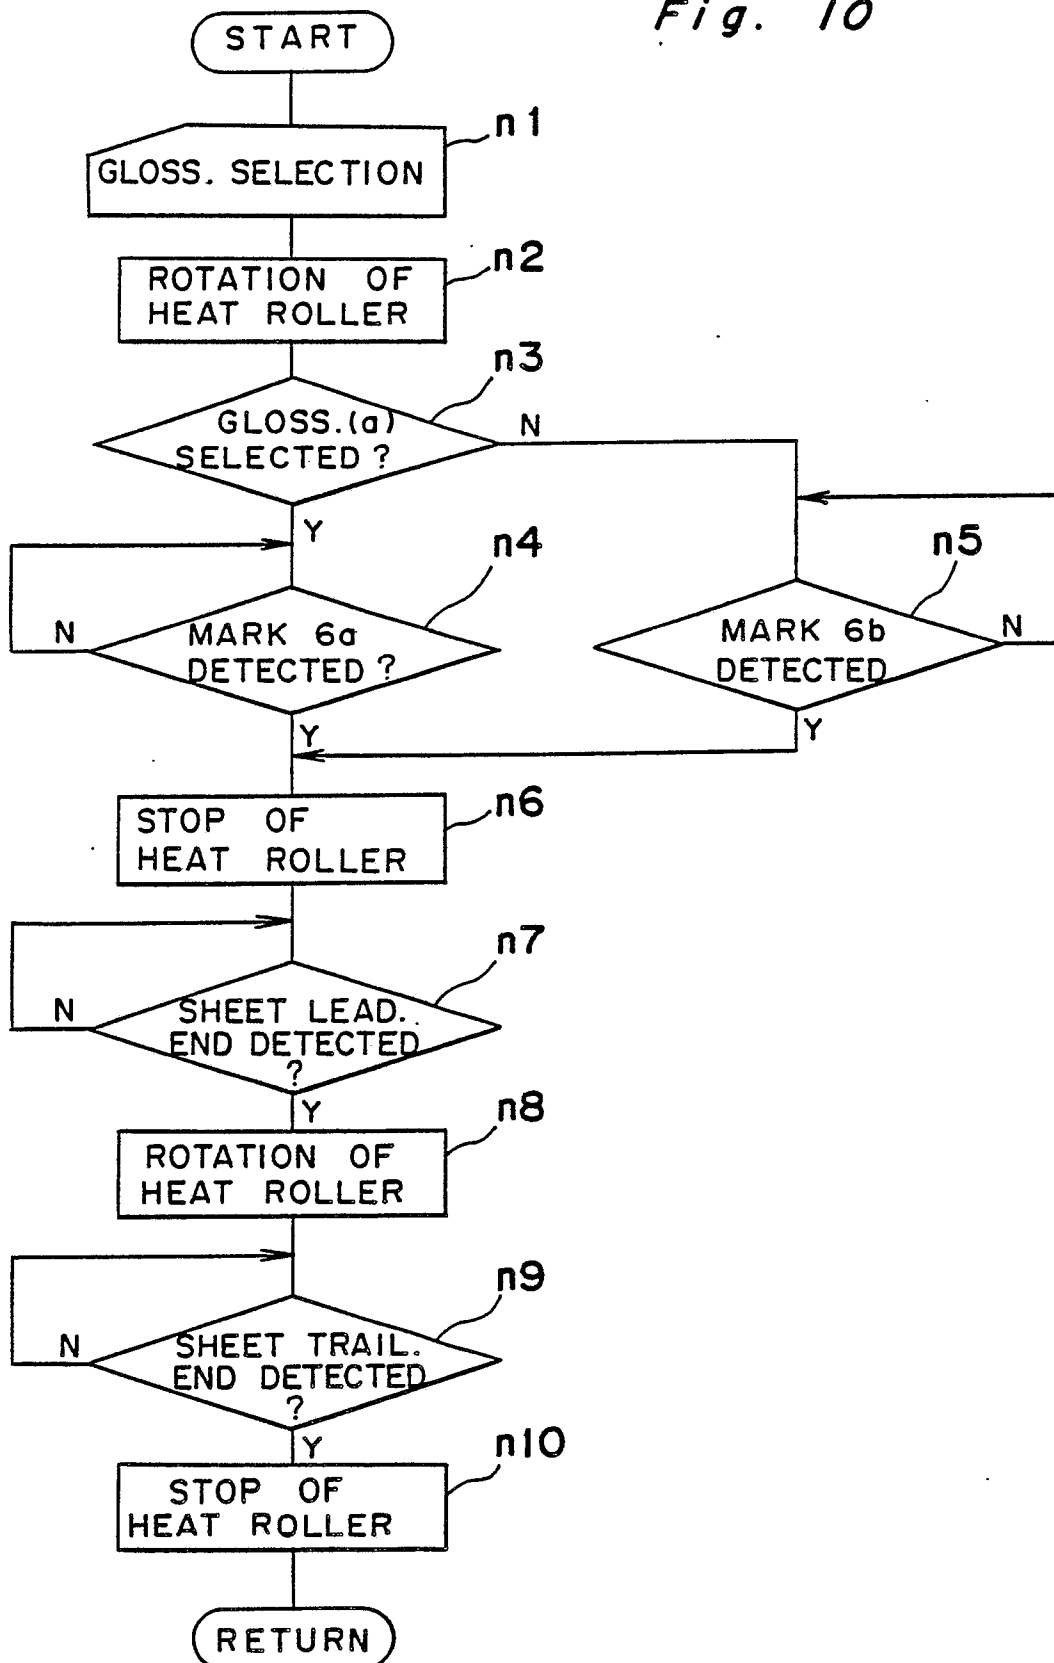 Fig. 10
START
n1
GLOSS. SELECTION
n2
ROTATION OF
HEAT ROLLER
n3
GLOSS.(a)
SELECTED ?
N
Y
n4
MARK 6a
DETECTED ?
N
Y
n5
MARK 6b
DETECTED
N
Y
n6
STOP OF
HEAT ROLLER
n7
SHEET LEAD.
END DETECTED
?
N
Y
n8
ROTATION OF
HEAT ROLLER
n9
SHEET TRAIL.
END DETECTED
?
N
Y
n10
STOP OF
HEAT ROLLER
RETURN